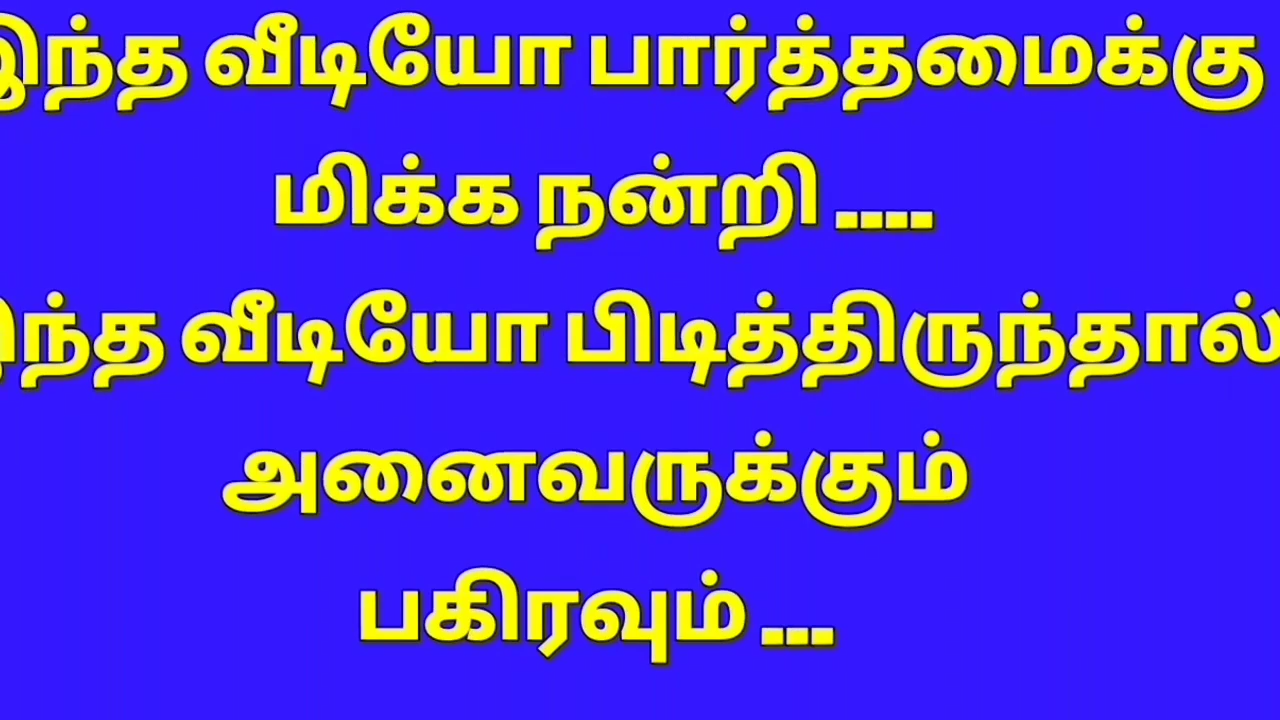 இந்த வீடியோ பார்த்தமைக்கு
மிக்க நன்றி ....
இந்த வீடியோ பிடித்திருந்தால்
அனைவருக்கும்
பகிரவும் ...